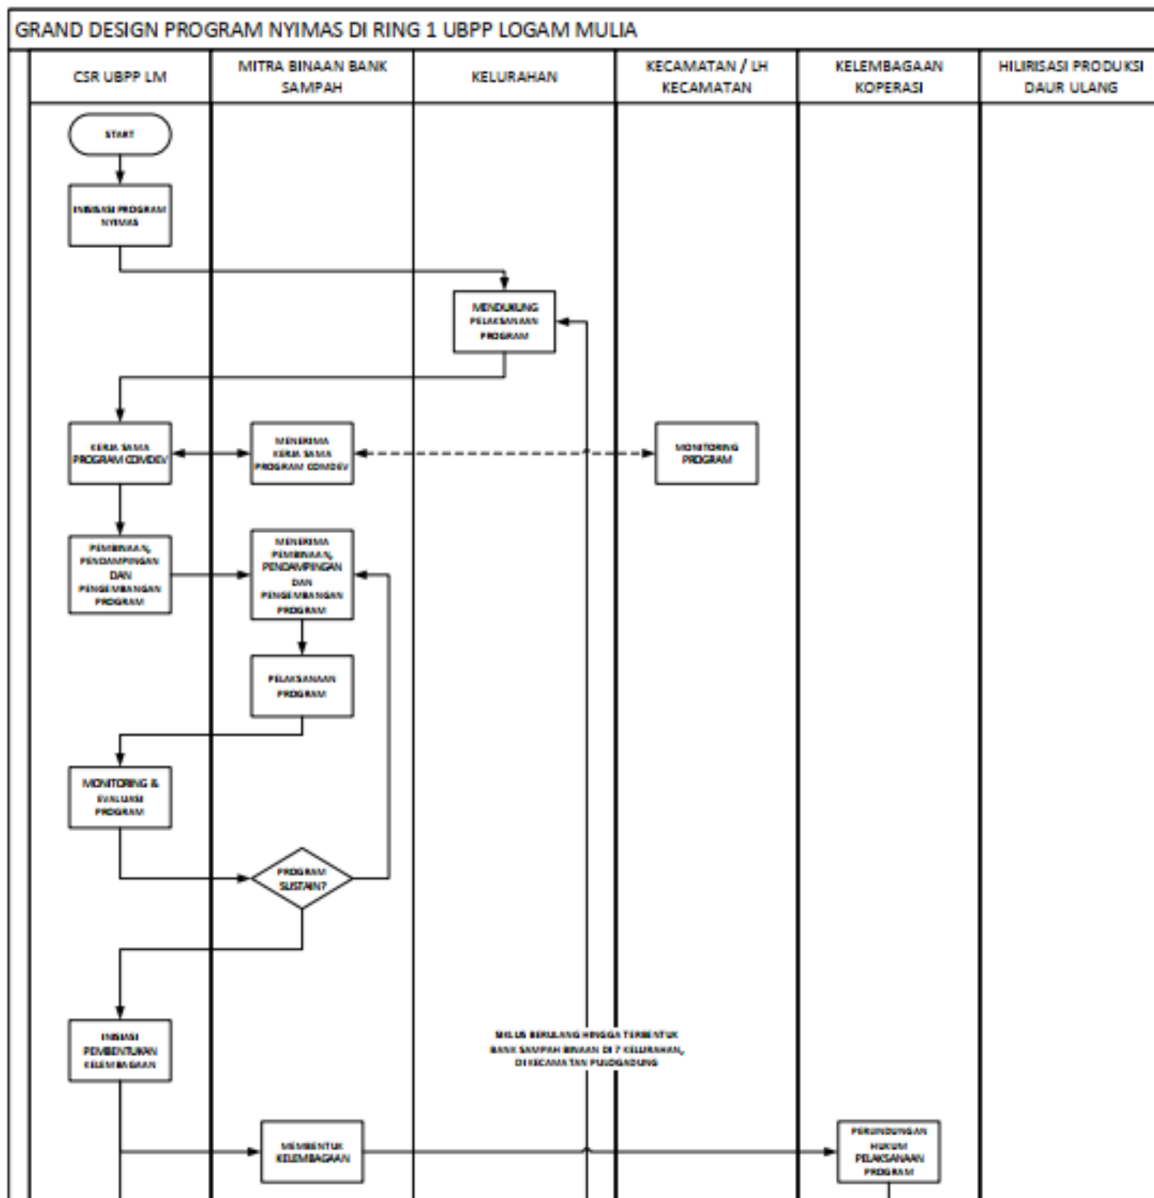 GRAND DESIGN PROGRAM NYIMAS DI RING 1 UBPP LOGAM MULIA
CSR UBPP LM
MITRA BINAAN BANK
SAMPAH
KELURAHAN
KECAMATAN / LH
KECAMATAN
KELEMBAGAAN
KOPERASI
HILIRISASI PRODUKSI
DAUR ULANG
START
INISISASI PROGRAM
NYIMAS
MENDUKUNG
PELAKSANAAN
PROGRAM
KERJA SAMA
PROGRAM COMDEV
MENERIMA
KERJA SAMA
PROGRAM COMDEV
MONITORING
PROGRAM
PEMBINAAN,
PENDAMPINGAN
DAN
PENGEMBANGAN
PROGRAM
MENERIMA
PEMBINAAN,
PENDAMPINGAN
DAN
PENGEMBANGAN
PROGRAM
PELAKSANAAN
PROGRAM
MONITORING &
EVALUASI
PROGRAM
PROGRAM
SUSTAIN?
INISIASI
PEMBENTUKAN
KELEMBAGAAN
SIKLUS BERULANG HINGGA TERBENTUK
BANK SAMPAH BINAAN DI 7 KELURAHAN,
DI KECAMATAN PULOGADUNG
MEMBENTUK
KELEMBAGAAN
PERLINDUNGAN
HUKUM
PELAKSANAAN
PROGRAM